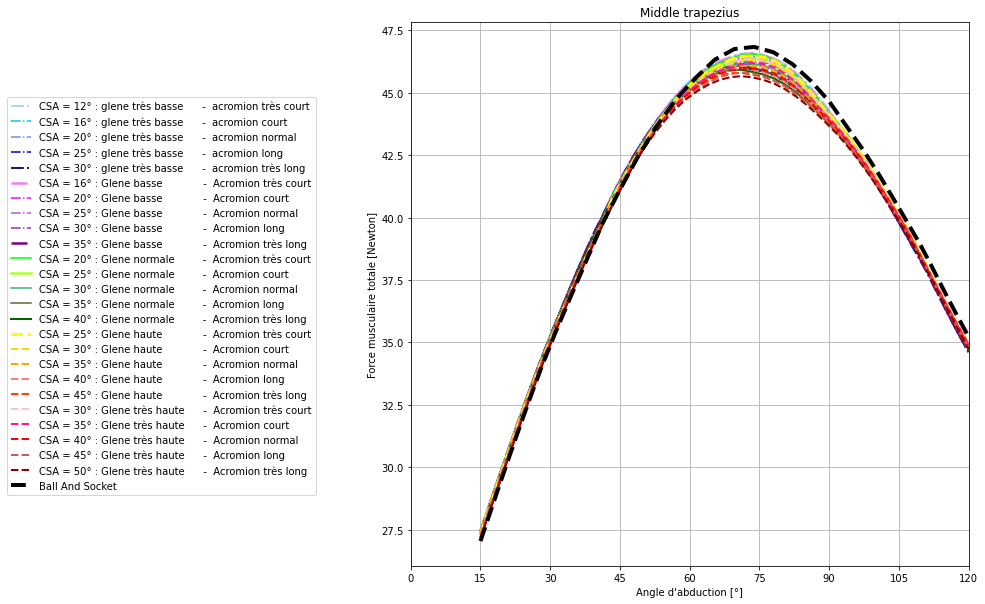 Middle trapezius
CSA = 12° : glene très basse - acromion très court
CSA = 16° : glene très basse - acromion court
CSA = 20° : glene très basse - acromion normal
CSA = 25° : glene très basse - acromion long
CSA = 30° : glene très basse - acromion très long
CSA = 16° : Glene basse - Acromion très court
CSA = 20° : Glene basse - Acromion court
CSA = 25° : Glene basse - Acromion normal
CSA = 30° : Glene basse - Acromion long
CSA = 35° : Glene basse - Acromion très long
CSA = 20° : Glene normale - Acromion très court
CSA = 25° : Glene normale - Acromion court
CSA = 30° : Glene normale - Acromion normal
CSA = 35° : Glene normale - Acromion long
CSA = 40° : Glene normale - Acromion très long
CSA = 25° : Glene haute - Acromion très court
CSA = 30° : Glene haute - Acromion court
CSA = 35° : Glene haute - Acromion normal
CSA = 40° : Glene haute - Acromion long
CSA = 45° : Glene haute - Acromion très long
CSA = 30° : Glene très haute - Acromion très court
CSA = 35° : Glene très haute - Acromion court
CSA = 40° : Glene très haute - Acromion normal
CSA = 45° : Glene très haute - Acromion long
CSA = 50° : Glene très haute - Acromion très long
Ball And Socket
Force musculaire totale [Newton]
47.5
45.0
42.5
40.0
37.5
35.0
32.5
30.0
27.5
0 15 30 45 60 75 90 105 120
Angle d'abduction [°]